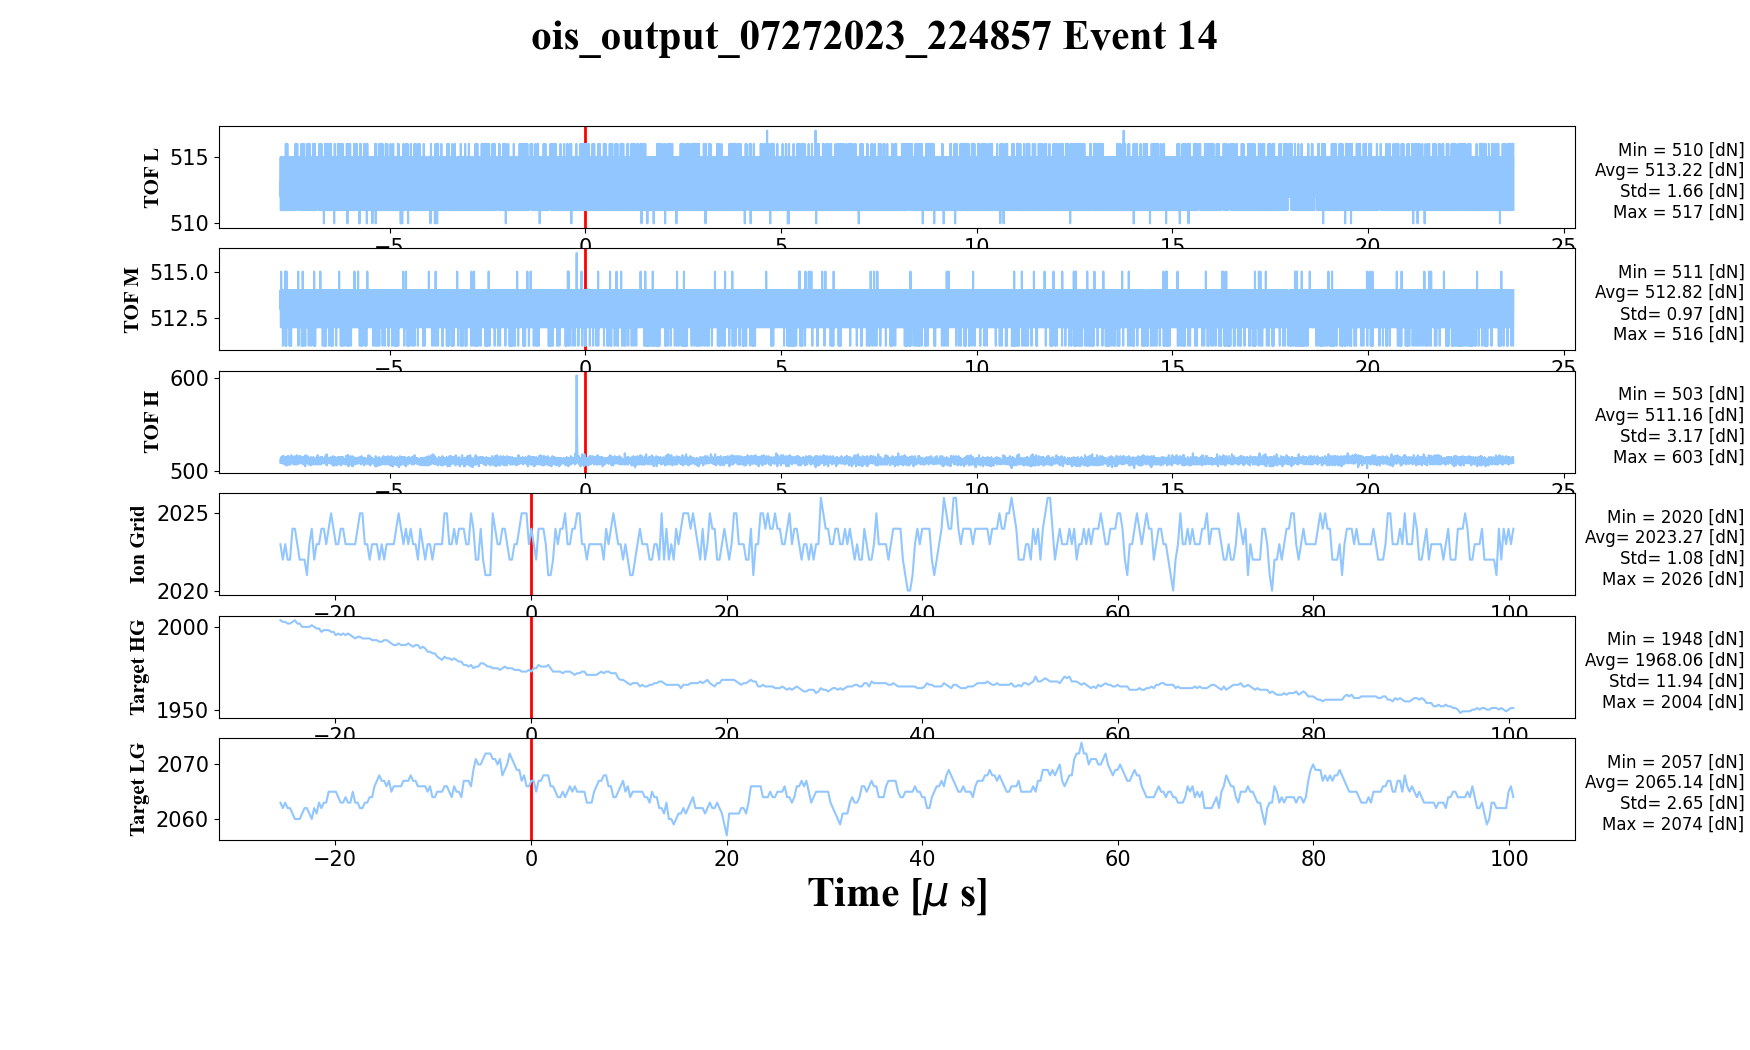 ois_output_07272023_224857 Event 14
TOF L
515
510
−5 0 5 10 15 20 25
Min = 510 [dN]
Avg= 513.22 [dN]
Std= 1.66 [dN]
Max = 517 [dN]
TOF M
515.0
512.5
−5 0 5 10 15 20 25
Min = 511 [dN]
Avg= 512.82 [dN]
Std= 0.97 [dN]
Max = 516 [dN]
TOF H
600
500
−5 0 5 10 15 20 25
Min = 503 [dN]
Avg= 511.16 [dN]
Std= 3.17 [dN]
Max = 603 [dN]
Ion Grid
2025
2020
−20 0 20 40 60 80 100
Min = 2020 [dN]
Avg= 2023.27 [dN]
Std= 1.08 [dN]
Max = 2026 [dN]
Target HG
2000
1950
−20 0 20 40 60 80 100
Min = 1948 [dN]
Avg= 1968.06 [dN]
Std= 11.94 [dN]
Max = 2004 [dN]
Target LG
2070
2060
−20 0 20 40 60 80 100
Min = 2057 [dN]
Avg= 2065.14 [dN]
Std= 2.65 [dN]
Max = 2074 [dN]
Time [μ s]